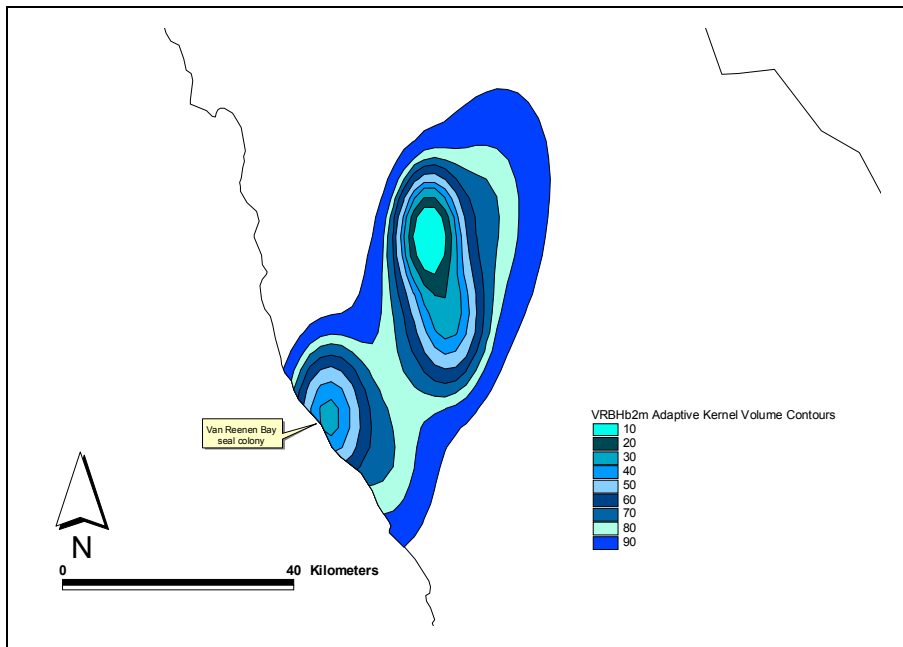 Van Reenen Bay
seal colony
N
0 40 Kilometers
VRBHb2m Adaptive Kernel Volume Contours
10
20
30
40
50
60
70
80
90